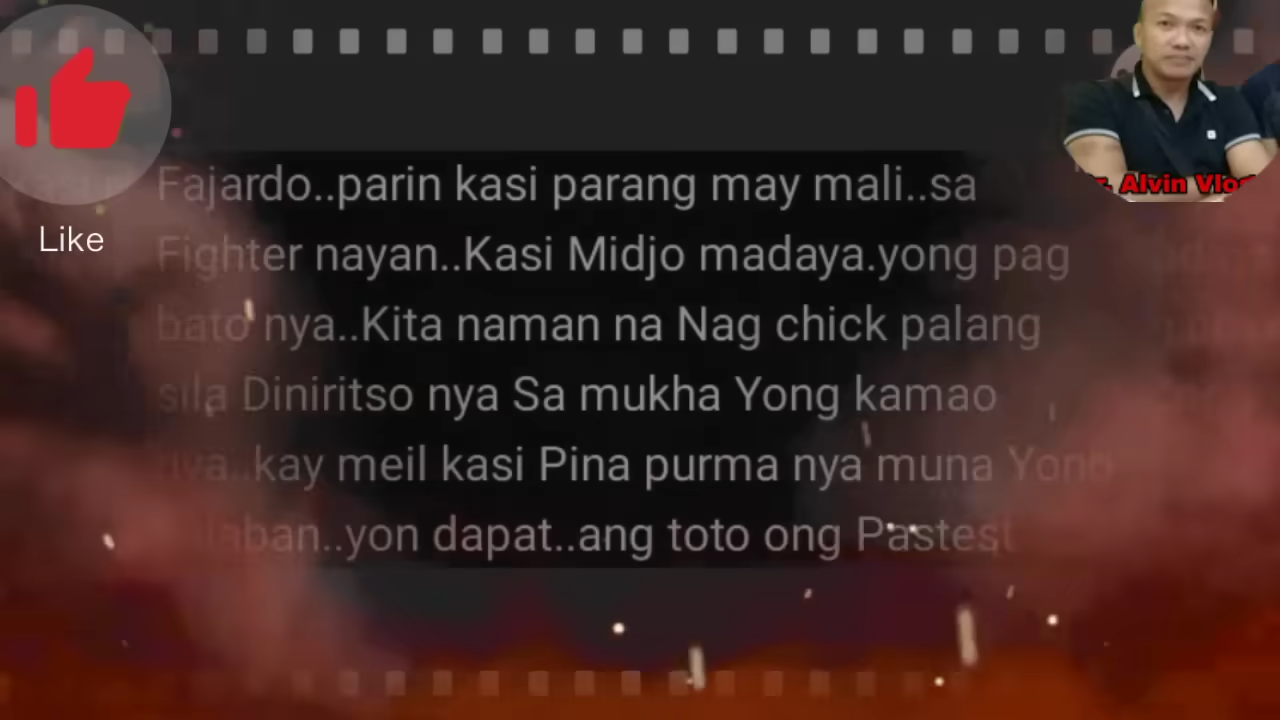 Fajardo..parin kasi parang may mali..sa
Fighter nayan..Kasi Midjo madaya.yong pag
bato nya..Kita naman na Nag chick palang
sila Diniritso nya Sa mukha Yong kamao
nya..kay meil kasi Pina purma nya muna Yong
laban..yon dapat..ang toto ong Pastest
Like
Alvin